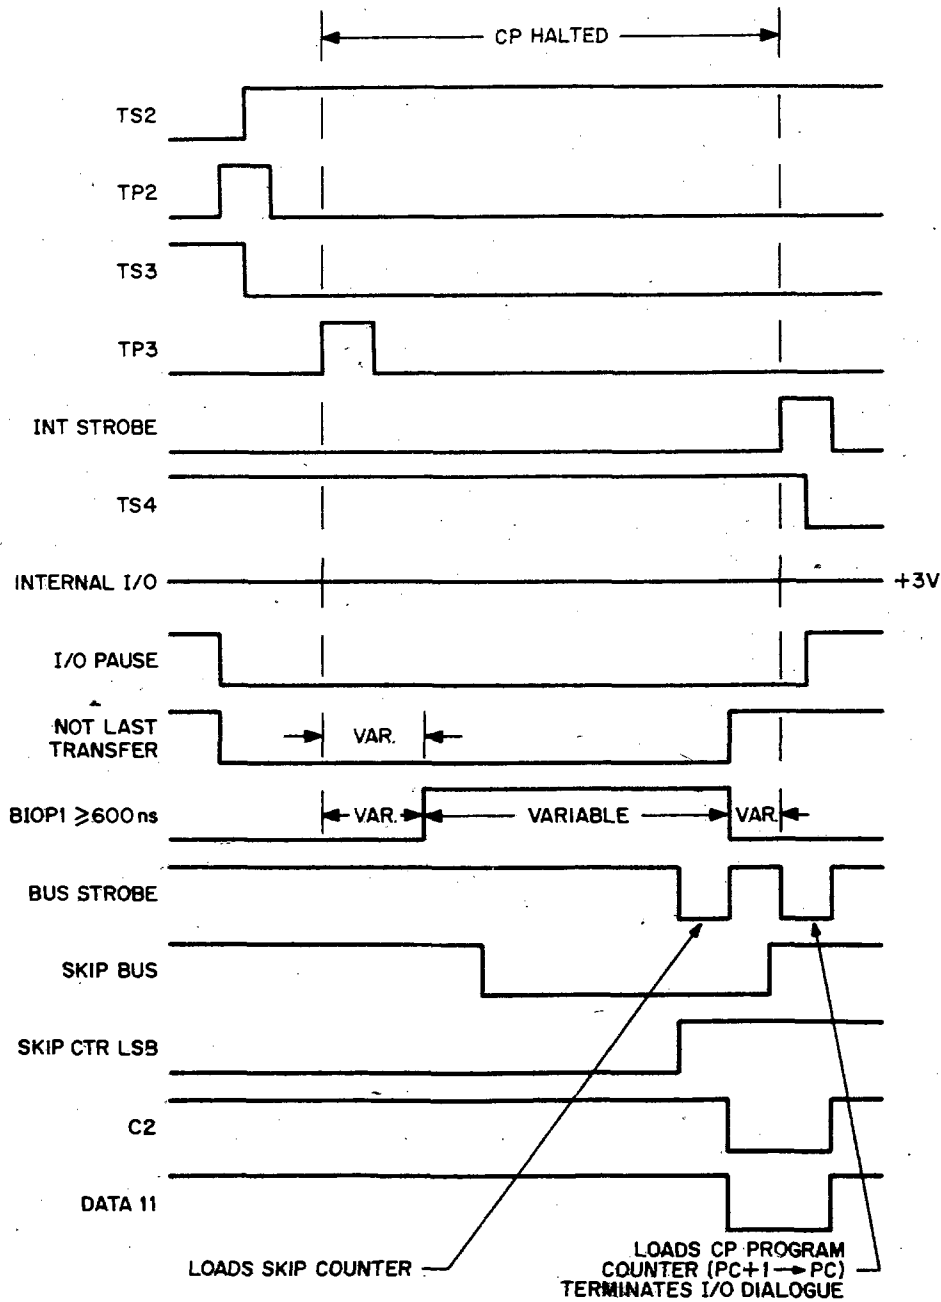 CP HALTED
TS2
TP2
TS3
TP3
INT STROBE
TS4
INTERNAL I/O
+3V
I/O PAUSE
NOT LAST
TRANSFER
VAR.
BIOP1 ≥600 ns
VAR.
VARIABLE
VAR.
BUS STROBE
SKIP BUS
SKIP CTR LSB
C2
DATA 11
LOADS SKIP COUNTER
LOADS CP PROGRAM
COUNTER (PC+1→PC)
TERMINATES I/O DIALOGUE